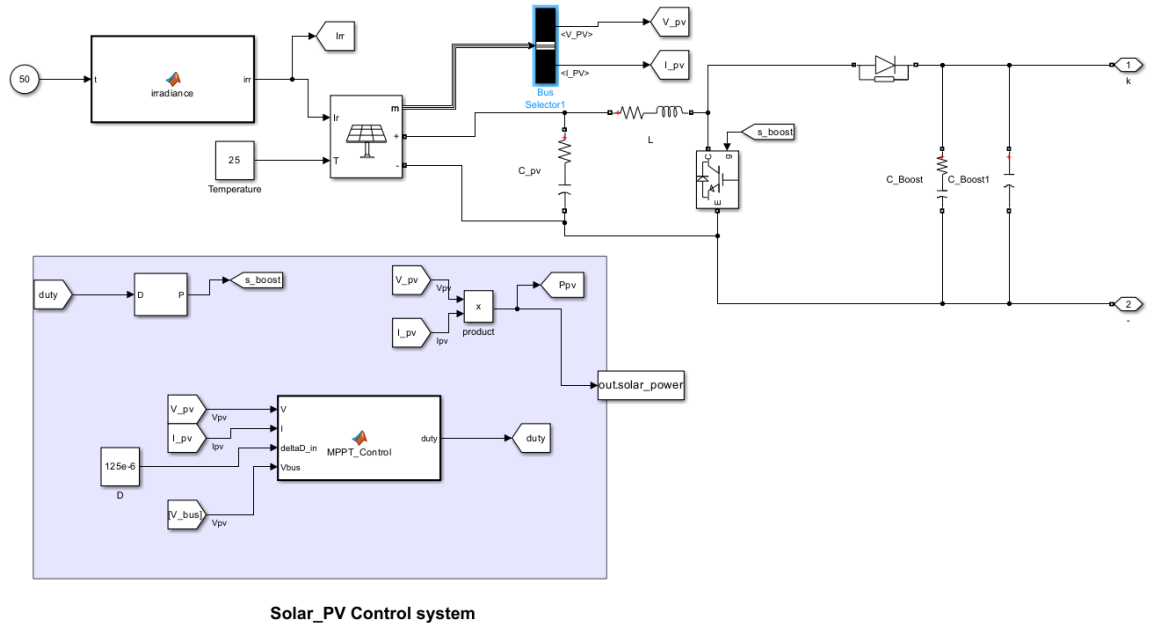 50
t
irradiance
irr
Irr
25
Temperature
Ir
T
m
+
-
<V_PV>
<I_PV>
Bus
Selector1
V_pv
I_pv
C_pv
L
s_boost
C
g
E
C_Boost
C_Boost1
1
k
2
-
duty
D
P
s_boost
V_pv
Vpv
I_pv
Ipv
x
product
Ppv
out.solar_power
V_pv
Vpv
I_pv
Ipv
125e-6
D
[V_bus]
Vpv
V
I
deltaD_in
Vbus
MPPT_Control
duty
duty
Solar_PV Control system